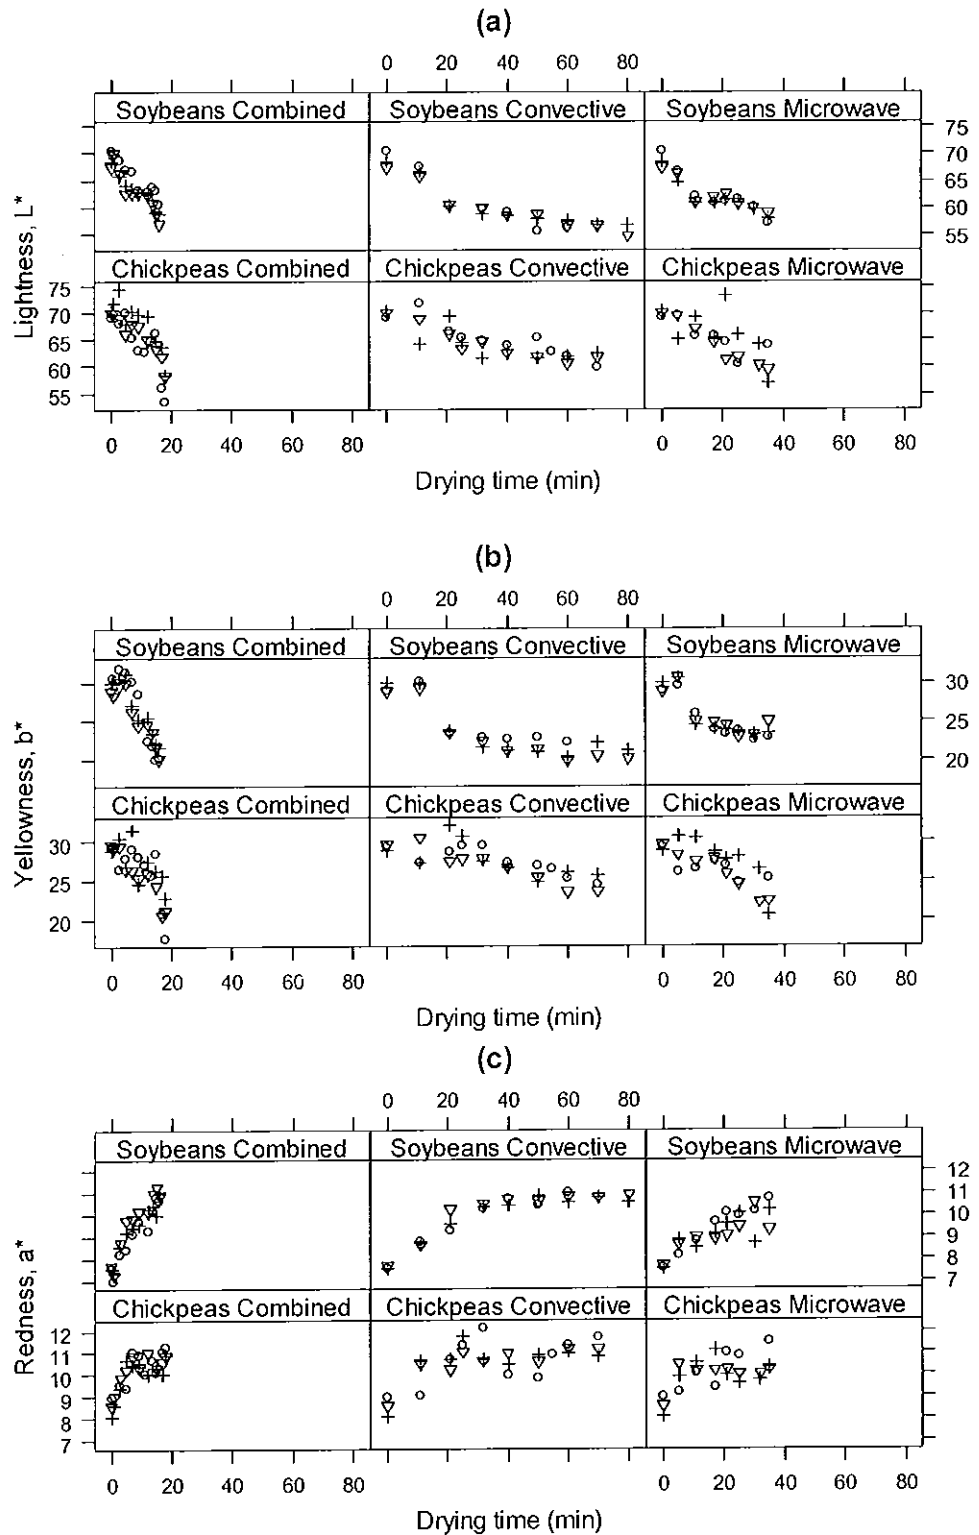 (a)
0 20 40 60 80
Soybeans Combined Soybeans Convective Soybeans Microwave
75
70
65
60
55
Lightness, L*
Chickpeas Combined Chickpeas Convective Chickpeas Microwave
75
70
65
60
55
0 20 40 60 80 0 20 40 60 80
Drying time (min)
(b)
0 20 40 60 80
Soybeans Combined Soybeans Convective Soybeans Microwave
30
25
20
Yellowness, b*
Chickpeas Combined Chickpeas Convective Chickpeas Microwave
30
25
20
0 20 40 60 80 0 20 40 60 80
Drying time (min)
(c)
0 20 40 60 80
Soybeans Combined Soybeans Convective Soybeans Microwave
12
11
10
9
8
7
Redness, a*
Chickpeas Combined Chickpeas Convective Chickpeas Microwave
12
11
10
9
8
7
0 20 40 60 80 0 20 40 60 80
Drying time (min)